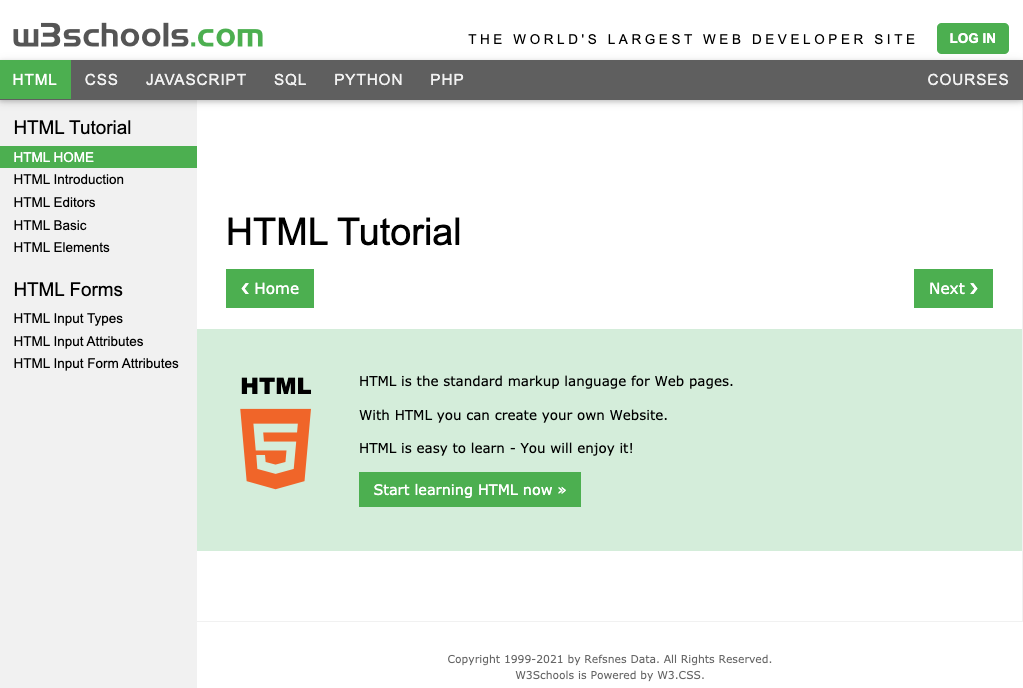 w3schools.com
THE WORLD'S LARGEST WEB DEVELOPER SITE
LOG IN
HTML CSS JAVASCRIPT SQL PYTHON PHP COURSES
HTML Tutorial
HTML HOME
HTML Introduction
HTML Editors
HTML Basic
HTML Elements
HTML Forms
HTML Input Types
HTML Input Attributes
HTML Input Form Attributes
HTML Tutorial
❮ Home
Next ❯
HTML
5
HTML is the standard markup language for Web pages.
With HTML you can create your own Website.
HTML is easy to learn - You will enjoy it!
Start learning HTML now »
Copyright 1999-2021 by Refsnes Data. All Rights Reserved.
W3Schools is Powered by W3.CSS.